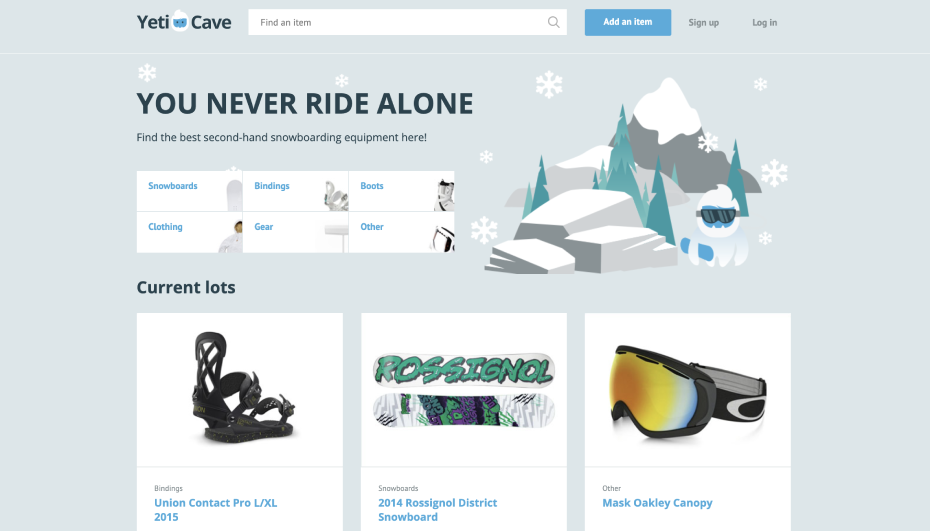 Yeti Cave
Find an item
Add an item
Sign up
Log in
YOU NEVER RIDE ALONE
Find the best second-hand snowboarding equipment here!
Snowboards
Bindings
Boots
Clothing
Gear
Other
Current lots
ROSSIGNOL
Bindings
Union Contact Pro L/XL
2015
Snowboards
2014 Rossignol District
Snowboard
Other
Mask Oakley Canopy